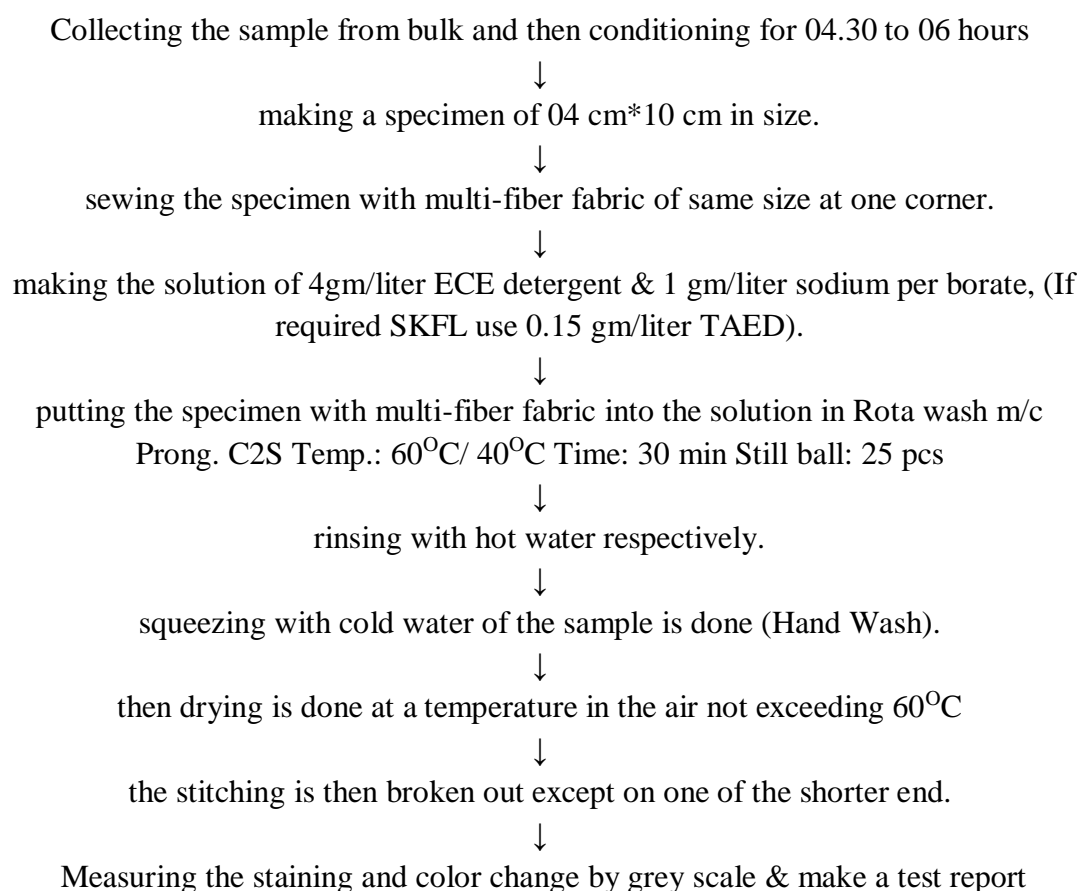 Collecting the sample from bulk and then conditioning for 04.30 to 06 hours
↓
making a specimen of 04 cm*10 cm in size.
↓
sewing the specimen with multi-fiber fabric of same size at one corner.
↓
making the solution of 4gm/liter ECE detergent & 1 gm/liter sodium per borate, (If
required SKFL use 0.15 gm/liter TAED).
↓
putting the specimen with multi-fiber fabric into the solution in Rota wash m/c
Prong. C2S Temp.: 60ᴼC/ 40ᴼC Time: 30 min Still ball: 25 pcs
↓
rinsing with hot water respectively.
↓
squeezing with cold water of the sample is done (Hand Wash).
↓
then drying is done at a temperature in the air not exceeding 60ᴼC
↓
the stitching is then broken out except on one of the shorter end.
↓
Measuring the staining and color change by grey scale & make a test report